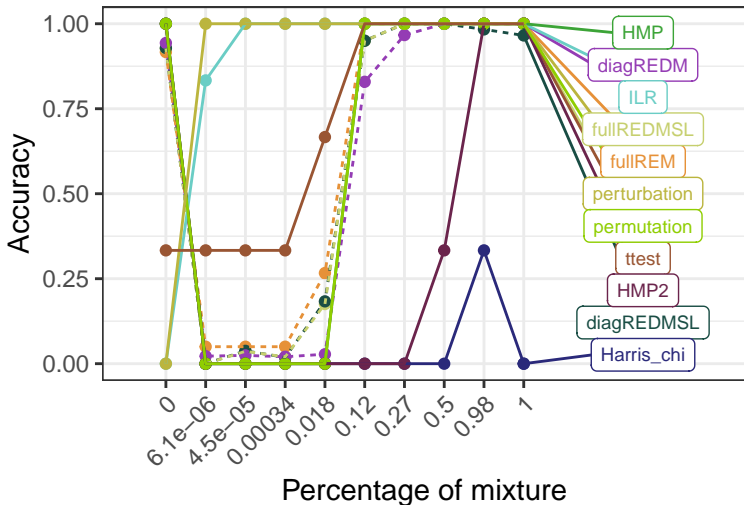 1.00
0.75
0.50
0.25
0.00
Accuracy
HMP
diagREDM
ILR
fullREDMSL
fullREM
perturbation
permutation
ttest
HMP2
diagREDMSL
Harris_chi
0
6.1e−06
4.5e−05
0.00034
0.018
0.12
0.27
0.5
0.98
1
Percentage of mixture